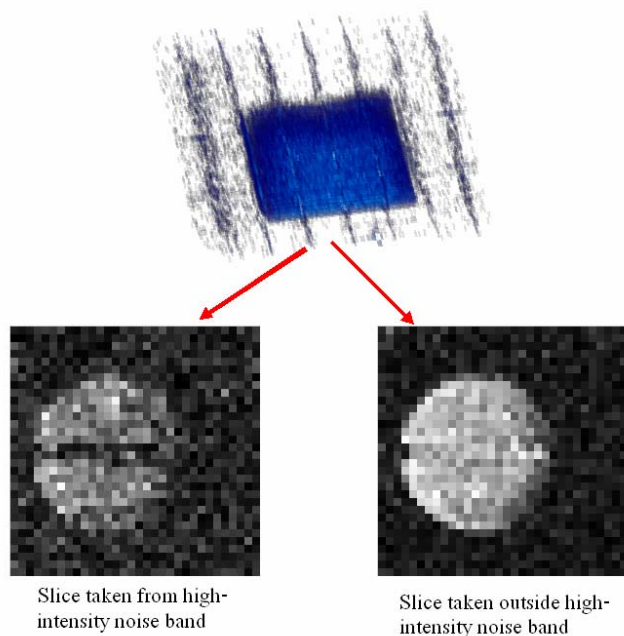 Slice taken from high-
intensity noise band
Slice taken outside high-
intensity noise band